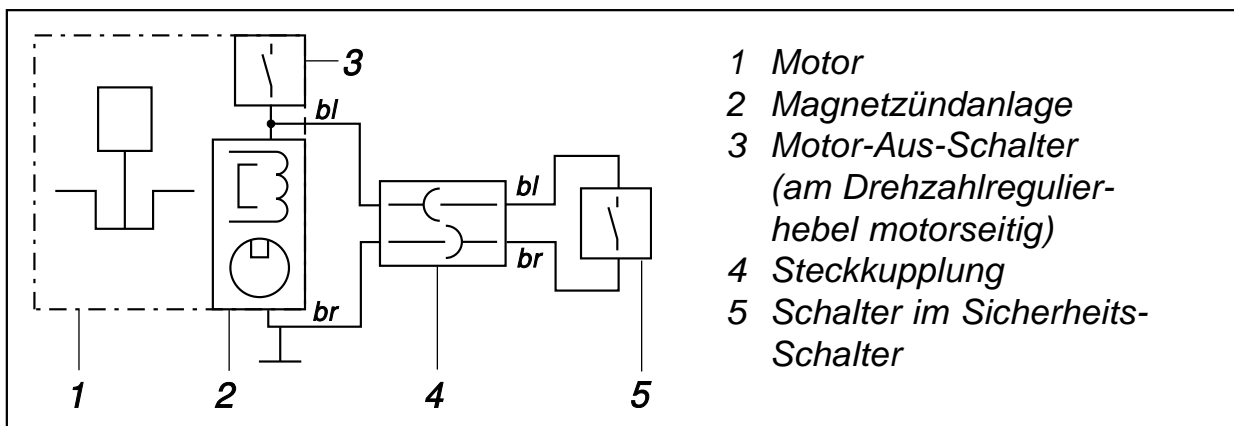 3
bl
bl
br
br
1
2
4
5
1 Motor
2 Magnetzündanlage
3 Motor-Aus-Schalter
(am Drehzahlregulier-
hebel motorseitig)
4 Steckkupplung
5 Schalter im Sicherheits-
Schalter